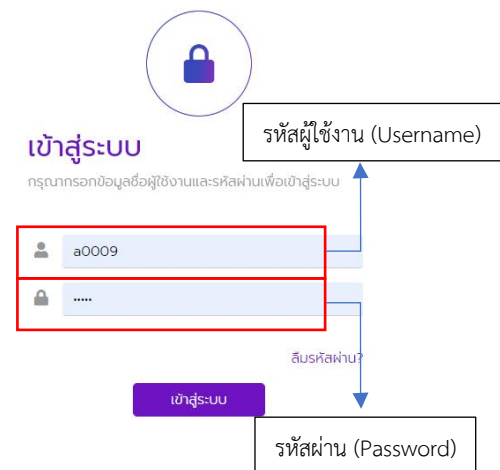 รหัสผู้ใช้งาน (Username)
เข้าสู่ระบบ
กรุณากรอกข้อมูลชื่อผู้ใช้งานและรหัสผ่านเพื่อเข้าสู่ระบบ
a0009
•••••
ลืมรหัสผ่าน?
เข้าสู่ระบบ
รหัสผ่าน (Password)